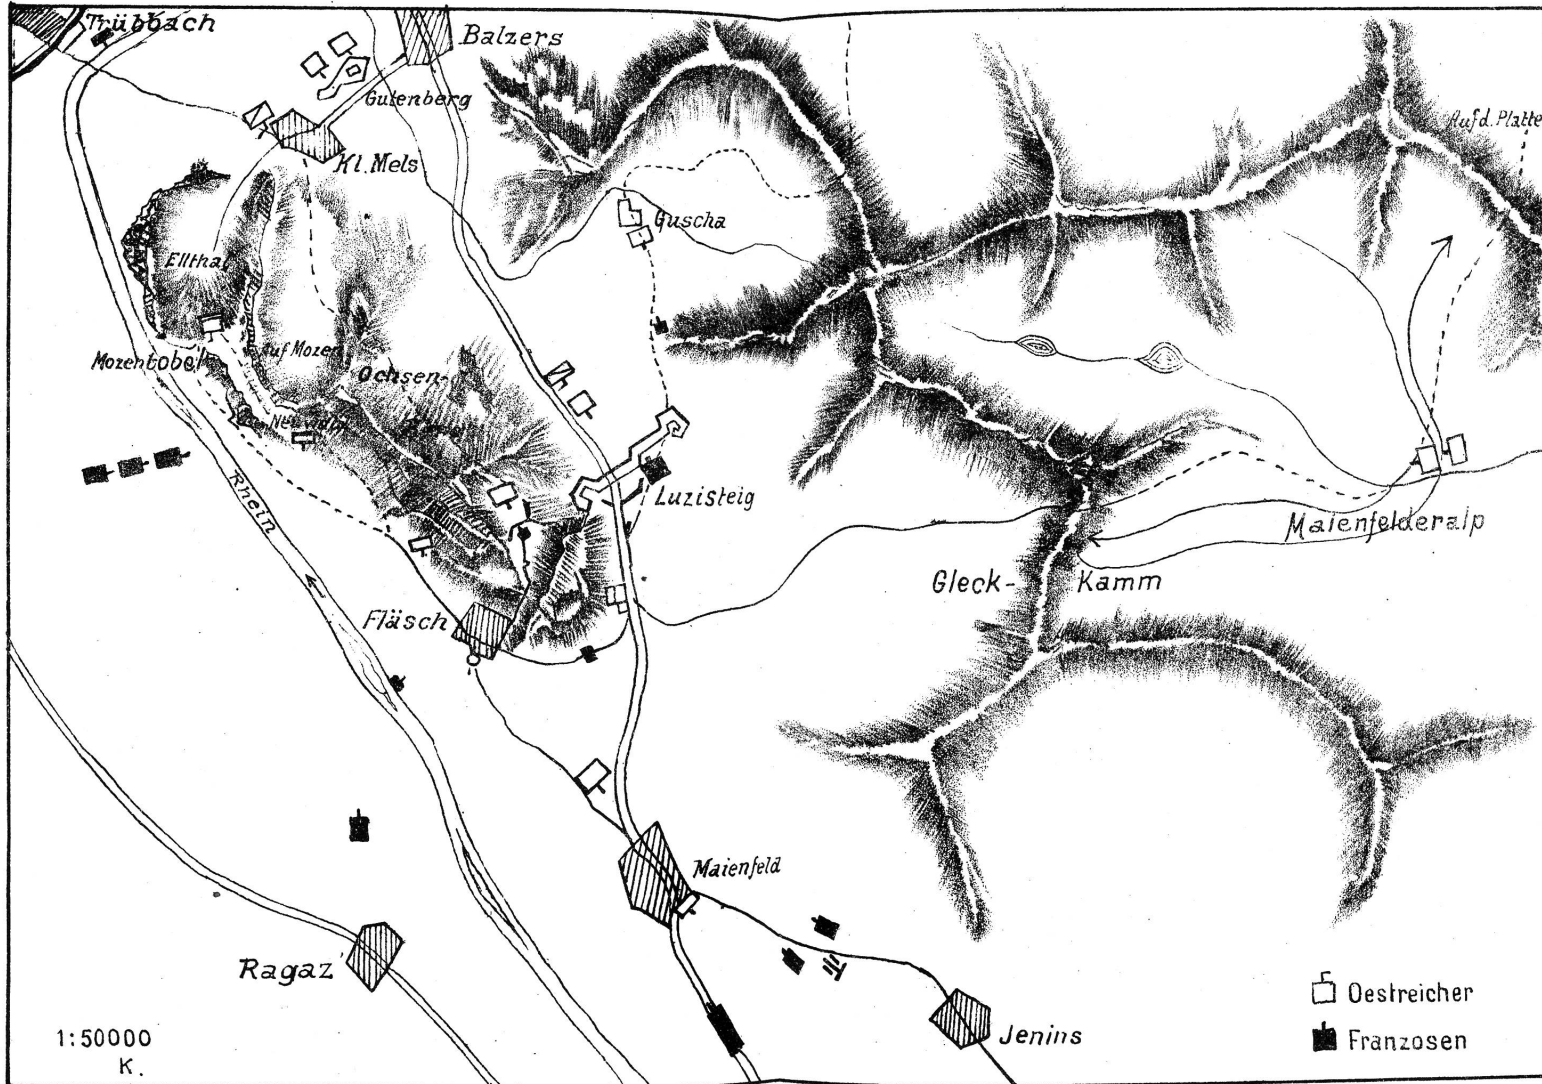 Trübbach
Balzers
Gutenberg
Kl. Mels
Aufd. Platte
Guscha
Ellthal
Mozentobel
Auf Mozen
Ochsen-
Rhein
Luzisteig
Maienfelderalp
Gleck-Kamm
Fläsch
Maienfeld
Ragaz
Jenins
Oestreicher
Franzosen
1:50000
K.